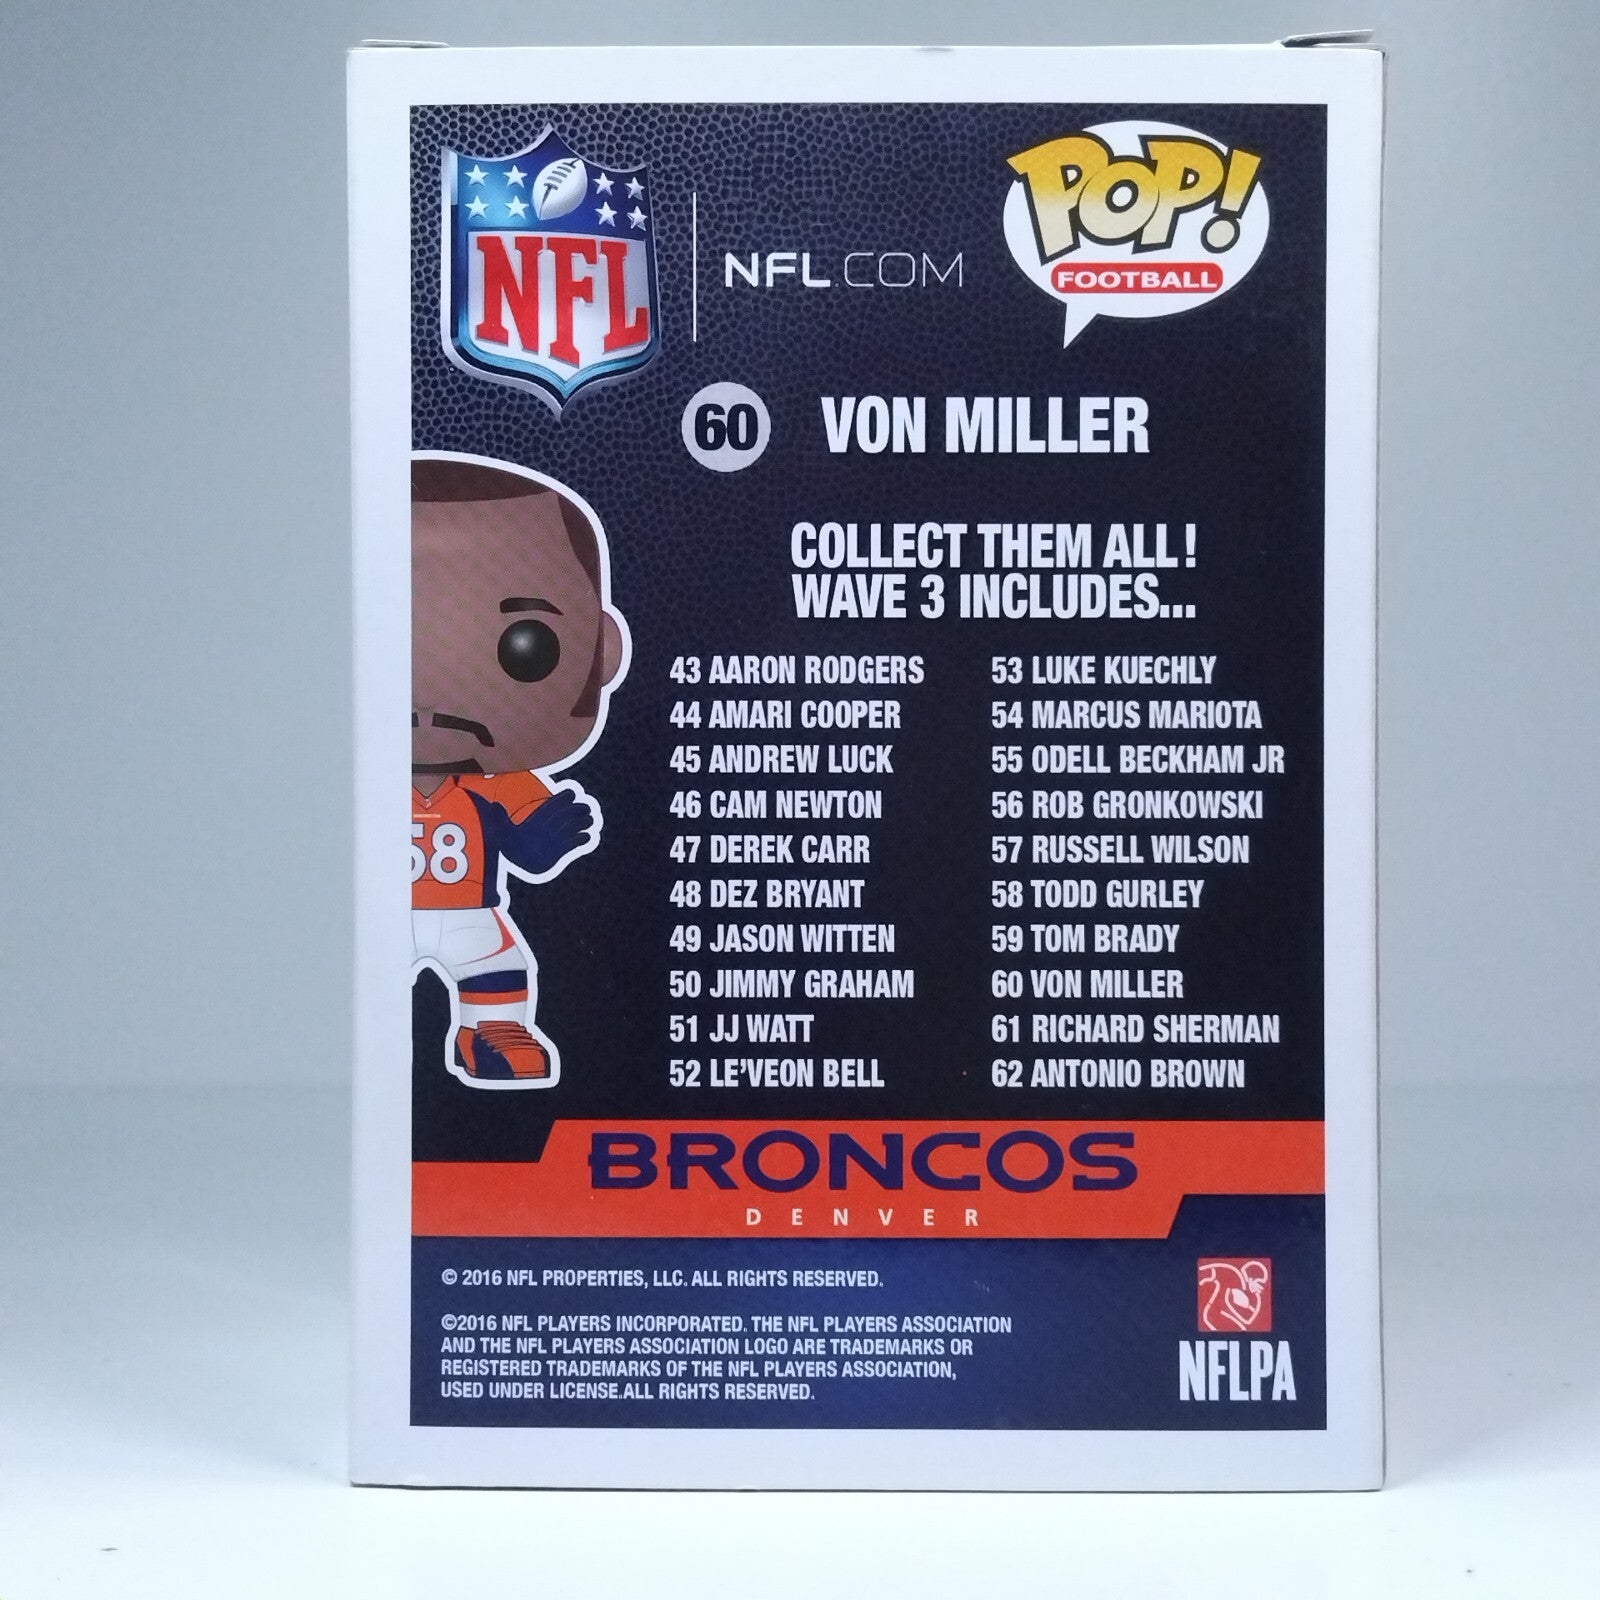 NFL
NFL.COM
POP!
FOOTBALL
60 VON MILLER
COLLECT THEM ALL!
WAVE 3 INCLUDES...
43 AARON RODGERS
44 AMARI COOPER
45 ANDREW LUCK
46 CAM NEWTON
47 DEREK CARR
48 DEZ BRYANT
49 JASON WITTEN
50 JIMMY GRAHAM
51 JJ WATT
52 LE'VEON BELL
53 LUKE KUECHLY
54 MARCUS MARIOTA
55 ODELL BECKHAM JR
56 ROB GRONKOWSKI
57 RUSSELL WILSON
58 TODD GURLEY
59 TOM BRADY
60 VON MILLER
61 RICHARD SHERMAN
62 ANTONIO BROWN
58
BRONCOS
DENVER
© 2016 NFL PROPERTIES, LLC. ALL RIGHTS RESERVED.
©2016 NFL PLAYERS INCORPORATED. THE NFL PLAYERS ASSOCIATION
AND THE NFL PLAYERS ASSOCIATION LOGO ARE TRADEMARKS OR
REGISTERED TRADEMARKS OF THE NFL PLAYERS ASSOCIATION,
USED UNDER LICENSE.ALL RIGHTS RESERVED.
NFLPA